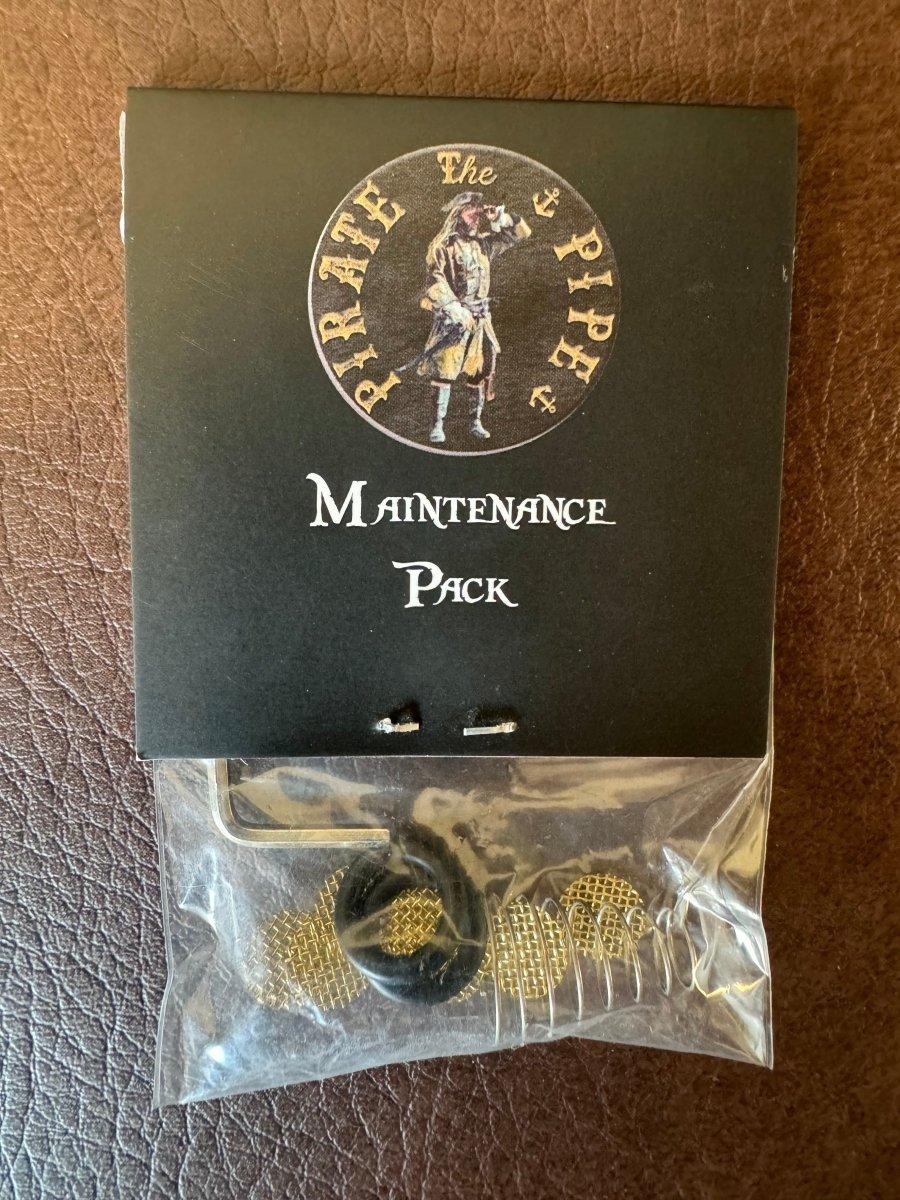 The
PIRATE
PIPE
Maintenance
Pack